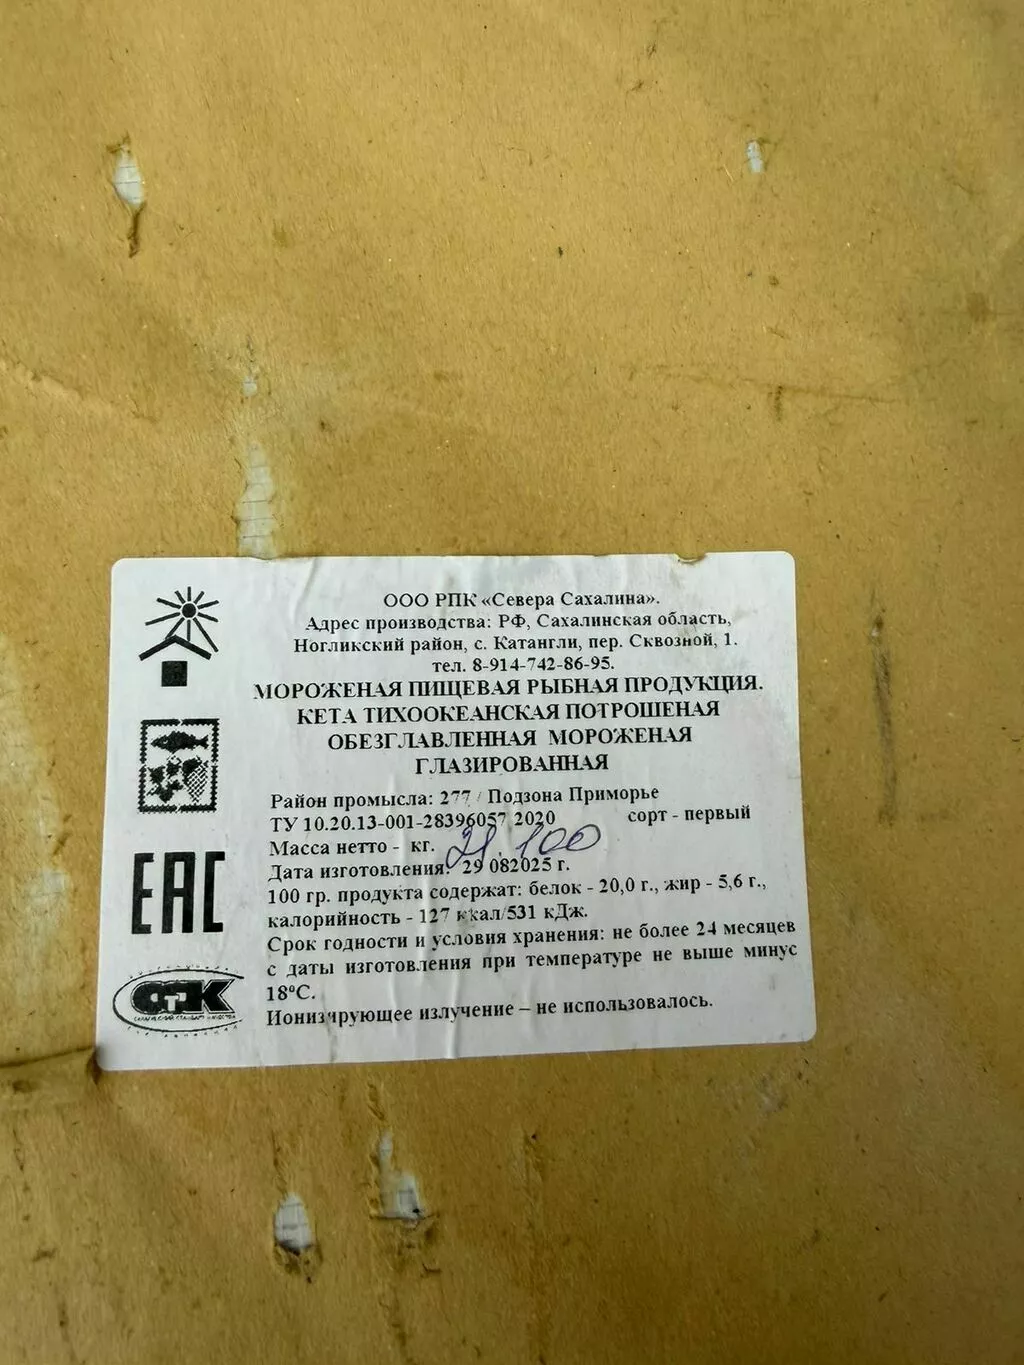 ООО РПК «Севера Сахалина».
Адрес производства: РФ, Сахалинская область,
Ногликский район, с. Катангли, пер. Сквозной, 1.
тел. 8-914-742-86-95.
МОРОЖЕНАЯ ПИЩЕВАЯ РЫБНАЯ ПРОДУКЦИЯ.
КЕТА ТИХООКЕАНСКАЯ ПОТРОШЕНАЯ
ОБЕЗГЛАВЛЕННАЯ МОРОЖЕНАЯ
ГЛАЗИРОВАННАЯ
Район промысла: 277 / Подзона Приморье
ТУ 10.20.13-001-28396057 2020 сорт - первый
Масса нетто - кг. 21,100
Дата изготовления: 29 082025 г.
100 гр. продукта содержат: белок - 20,0 г., жир - 5,6 г.,
калорийность - 127 ккал/531 кДж.
Срок годности и условия хранения: не более 24 месяцев
с даты изготовления при температуре не выше минус
18°С.
Ионизирующее излучение – не использовалось.
ЕАС